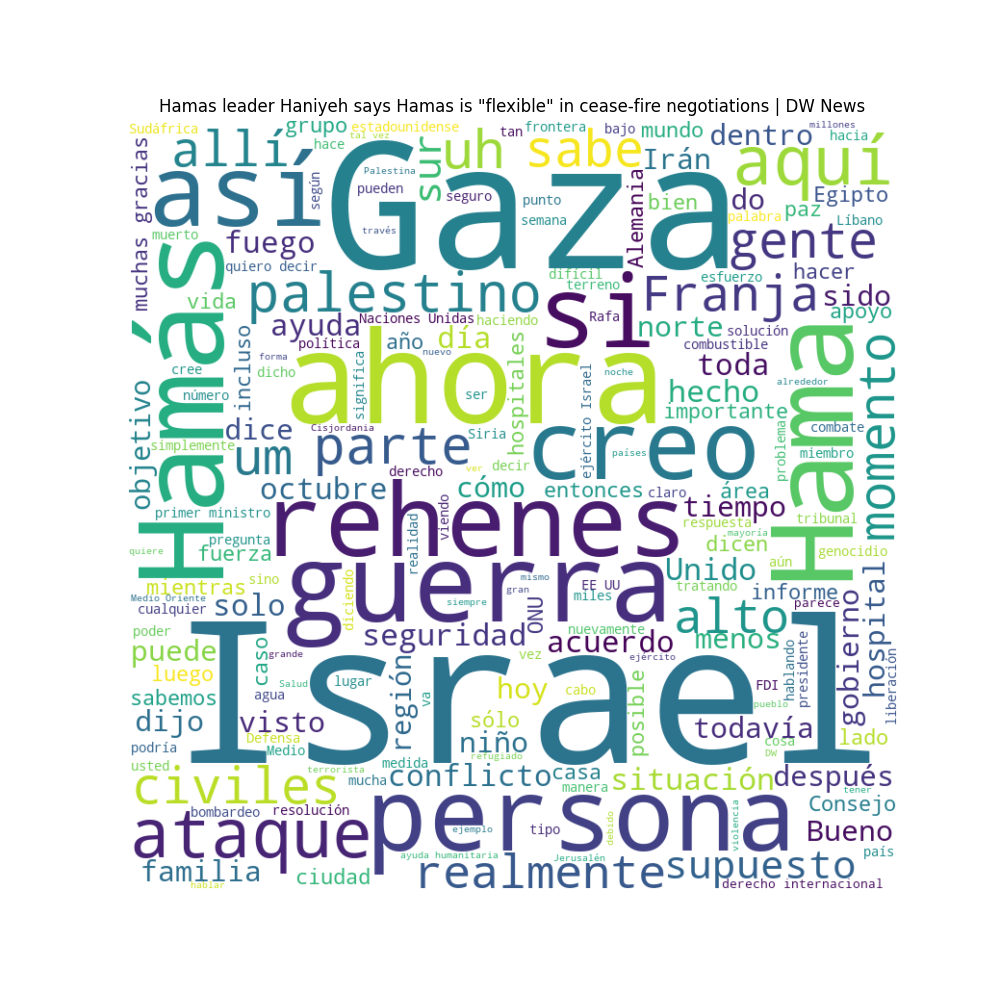 Hamas leader Haniyeh says Hamas is "flexible" in cease-fire negotiations | DW News
Sudáfrica
grupo
estadounidense
tal vez
hace
allí
así
según
Gaza
Palestina
pueden
través
sur
uh
tan
frontera
bajo
mundo
dentro
millones
hacia
sabe
Irán
aquí
seguro
punto
semana
Alemania
bien
do
palabra
paz
Egipto
Líbano
gente
muchas gracias
muerto
fuego
quiero decir
Hamás
vida
palestino
difícil
terreno
si
Rafa
esfuerzo
hacer
Franja
sido
apoyo
ayuda
Naciones Unidas
haciendo
política
año
día
nuevo
norte
solución
combustible
toda
incluso
forma
dicho
significa
ahora
ser
hospitales
noche
alrededor
hecho
importante
Hama
momento
objetivo
cree
número
simplemente
dice
Cisjordania
um
parte
Siria
derecho
decir
ver
creo
ejército Israel
países
problema
combate
miembro
octubre
cómo
entonces
claro
área
tiempo
primer ministro
pregunta
quiere
fuerza
rehenes
viendo
realidad
respuesta
mayoría
dicen
tribunal
aún
genocidio
mientras
sino
Medio Oriente
cualquier
solo
diciendo
guerra
siempre
mismo
gran
EE UU
miles
ONU
Unido
tratando
informe
parece
poder
puede
luego
seguridad
acuerdo
nuevamente
alto
menos
gobierno
hospital
liberación
caso
grande
Israel
región
vez
ejército
hablando
presidente
sabemos
Salud
agua
lugar
va
hoy
cabo
posible
FDI
pueblo
dijo
visto
sólo
todavía
lado
podría
Defensa
Medio
niño
refugiado
cosa
DW
usted
terrorista
medida
mucha
conflicto
casa
manera
situación
después
tener
civiles
bombardeo
resolución
Consejo
ataque
persona
ejemplo
tipo
debido
violencia
Bueno
país
familia
ciudad
ayuda humanitaria
Jerusalén
realmente
supuesto
hablar
derecho internacional